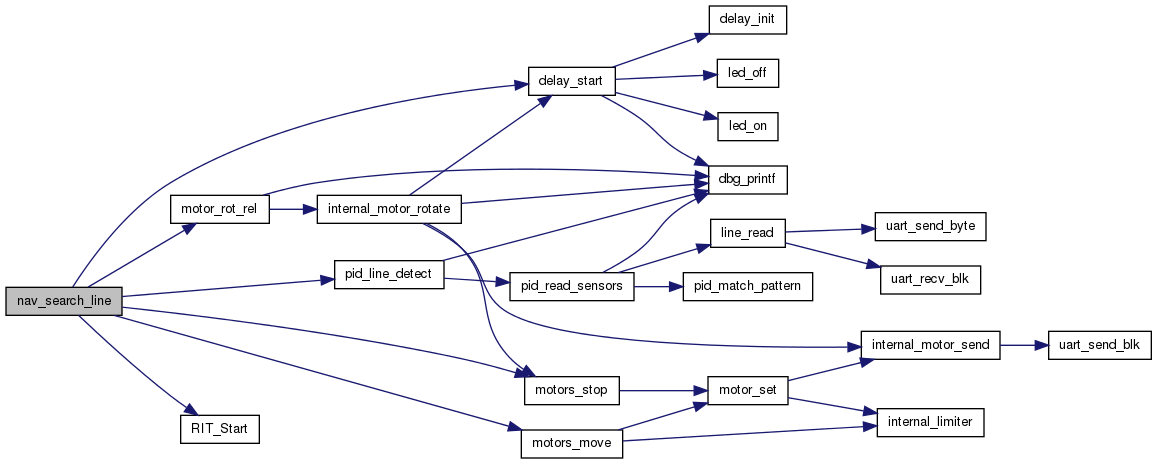 delay_init
led_off
delay_start
led_on
dbg_printf
motor_rot_rel
internal_motor_rotate
line_read
uart_send_byte
pid_line_detect
pid_read_sensors
pid_match_pattern
uart_recv_blk
nav_search_line
internal_motor_send
uart_send_blk
motors_stop
motor_set
RIT_Start
motors_move
internal_limiter